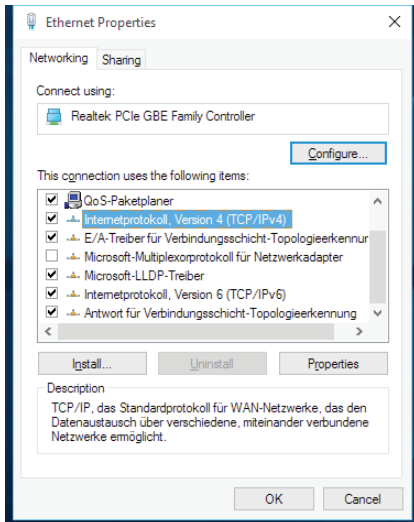 Ethernet Properties
Networking Sharing
Connect using:
Realtek PCIe GBE Family Controller
Configure...
This connection uses the following items:
QoS-Paketplaner
Internetprotokoll, Version 4 (TCP/IPv4)
E/A-Treiber für Verbindungsschicht-Topologieerkennur
Microsoft-Multiplexorprotokoll für Netzwerkadapter
Microsoft-LLDP-Treiber
Internetprotokoll, Version 6 (TCP/IPv6)
Antwort für Verbindungsschicht-Topologieerkennung
Install... Uninstall Properties
Description
TCP/IP, das Standardprotokoll für WAN-Netzwerke, das den
Datenaustausch über verschiedene, miteinander verbundene
Netzwerke ermöglicht.
OK Cancel